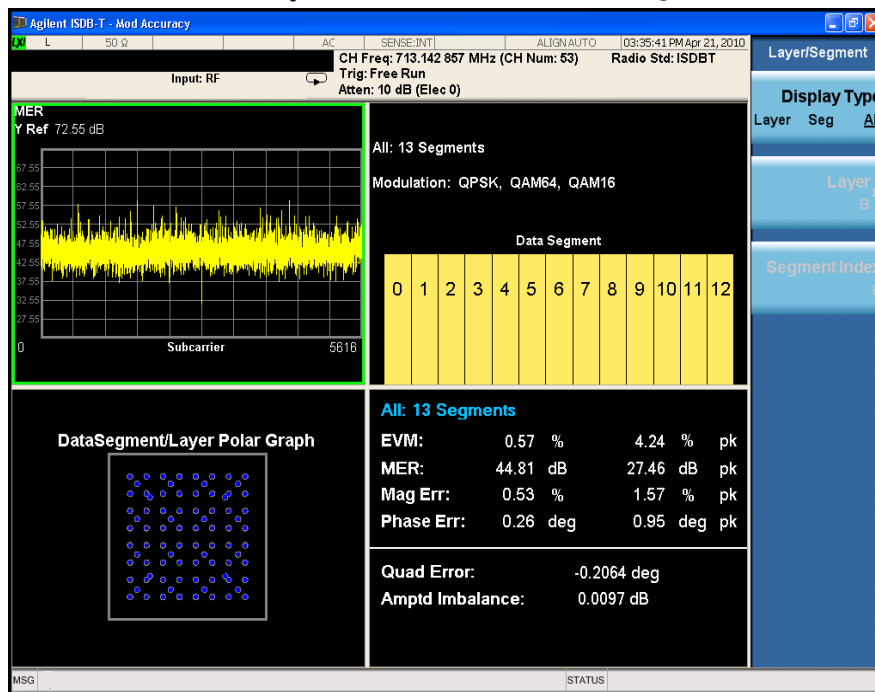 Agilent ISDB-T - Mod Accuracy
LXI L 50 Ω AC SENSE:INT ALIGN AUTO 03:35:41 PM Apr 21, 2010
CH Freq: 713.142 857 MHz (CH Num: 53) Radio Std: ISDBT
Input: RF
Trig: Free Run
Atten: 10 dB (Elec 0)
MER
Y Ref 72.55 dB
67.55
62.55
57.55
52.55
47.55
42.55
37.55
32.55
27.55
0 Subcarrier 5616
All: 13 Segments
Modulation: QPSK, QAM64, QAM16
Data Segment
0 1 2 3 4 5 6 7 8 9 10 11 12
DataSegment/Layer Polar Graph
All: 13 Segments
EVM: 0.57 % 4.24 % pk
MER: 44.81 dB 27.46 dB pk
Mag Err: 0.53 % 1.57 % pk
Phase Err: 0.26 deg 0.95 deg pk
Quad Error: -0.2064 deg
Amptd Imbalance: 0.0097 dB
Layer/Segment
Display Type
Layer Seg
Layer
B
Segment Index
MSG STATUS